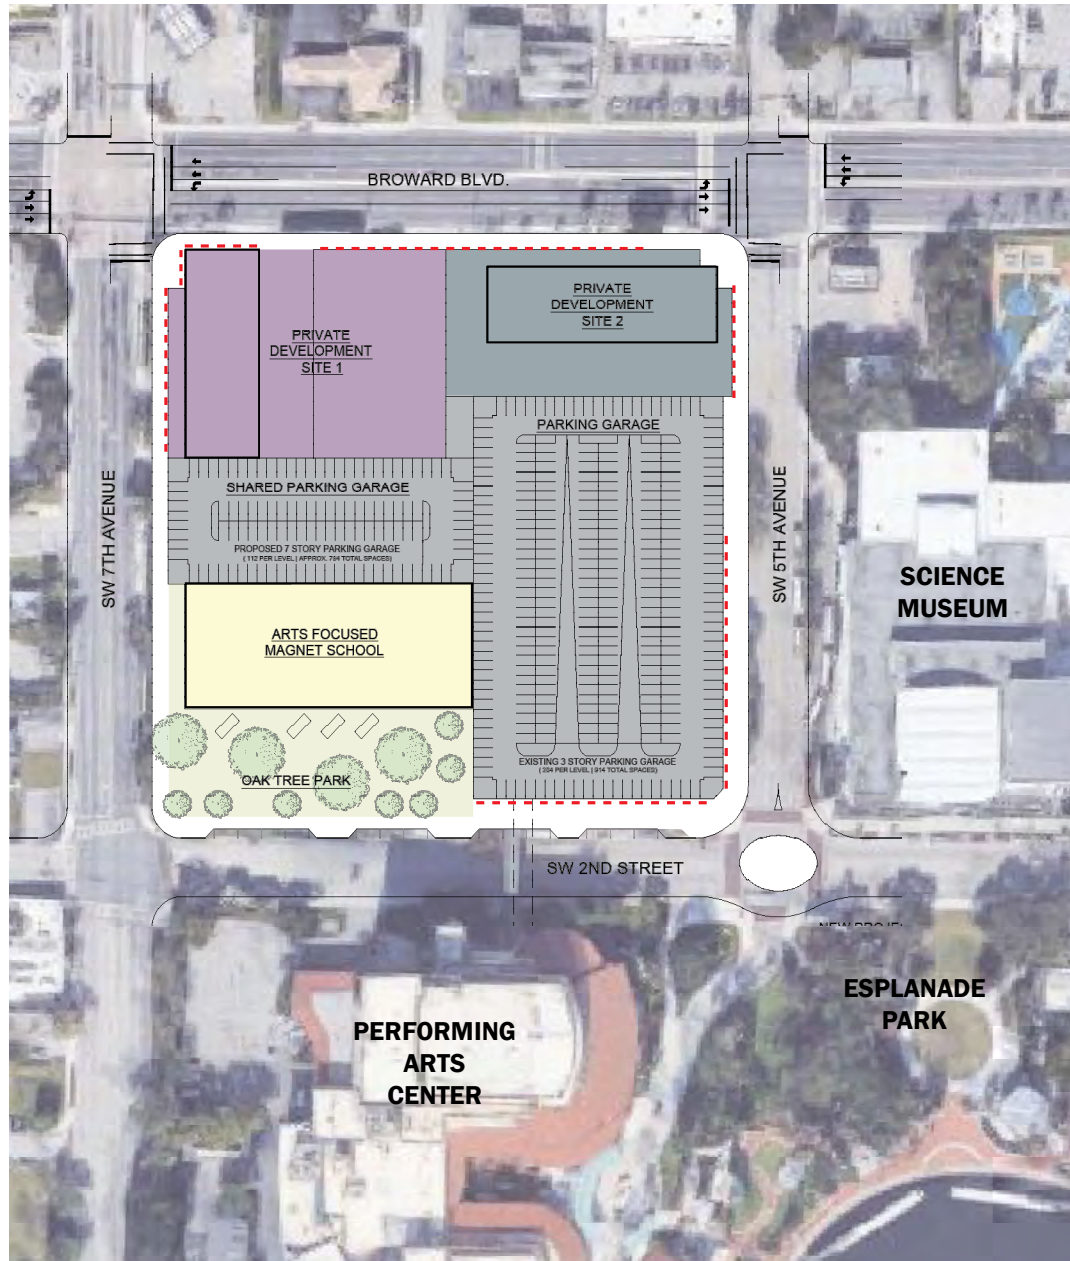 BROWARD BLVD.
PRIVATE
DEVELOPMENT
SITE 1
PRIVATE
DEVELOPMENT
SITE 2
PARKING GARAGE
SHARED PARKING GARAGE
PROPOSED 7 STORY PARKING GARAGE
( 112 PER LEVEL | APPROX. 784 TOTAL SPACES)
SW 7TH AVENUE
SW 5TH AVENUE
SCIENCE
MUSEUM
ARTS FOCUSED
MAGNET SCHOOL
OAK TREE PARK
EXISTING 3 STORY PARKING GARAGE
( 204 PER LEVEL | 914 TOTAL SPACES)
SW 2ND STREET
ESPLANADE
PARK
PERFORMING
ARTS
CENTER